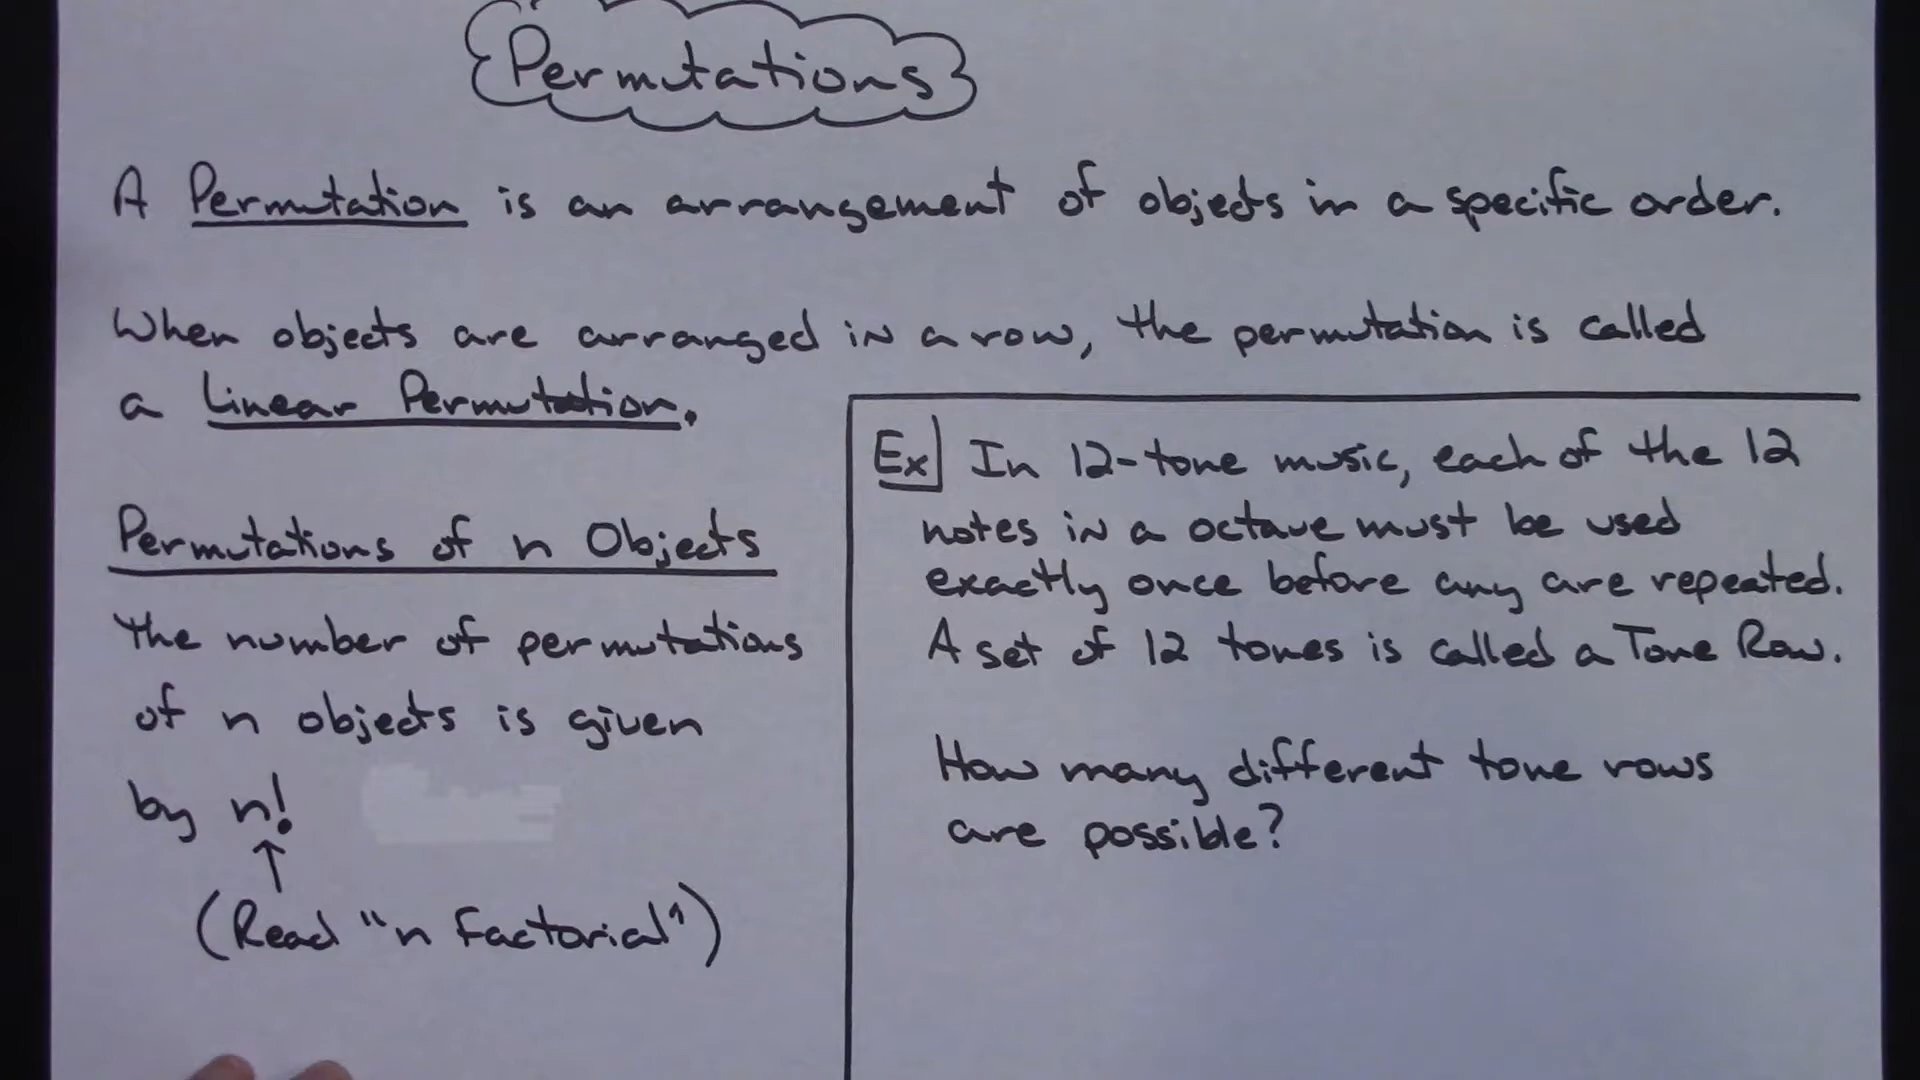 Permutations
A Permutation is an arrangement of objects in a specific order.
When objects are arranged in a row, the permutation is called
a Linear Permutation.
Permutations of n Objects
The number of permutations
of n objects is given
by n!
↑
(Read "n Factorial")
Ex In 12-tone music, each of the 12
notes in a octave must be used
exactly once before any are repeated.
A set of 12 tones is called a Tone Row.
How many different tone rows
are possible?